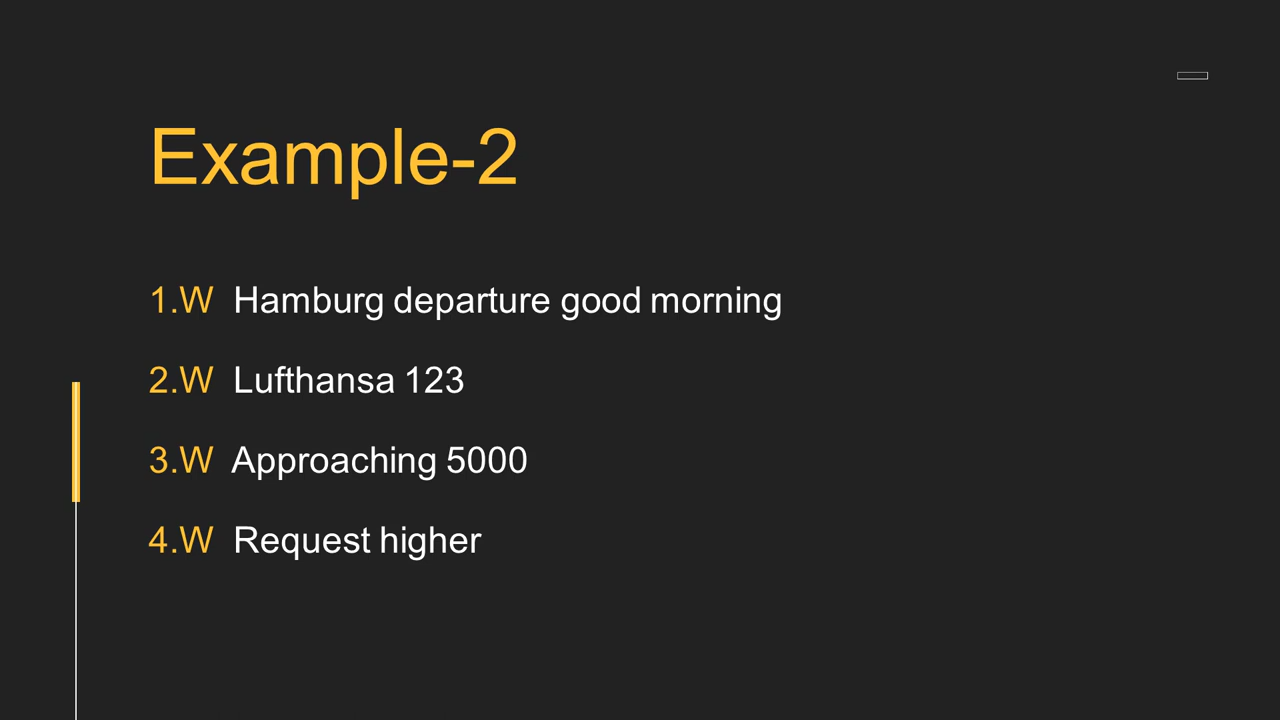 Example-2
1.W Hamburg departure good morning
2.W Lufthansa 123
3.W Approaching 5000
4.W Request higher